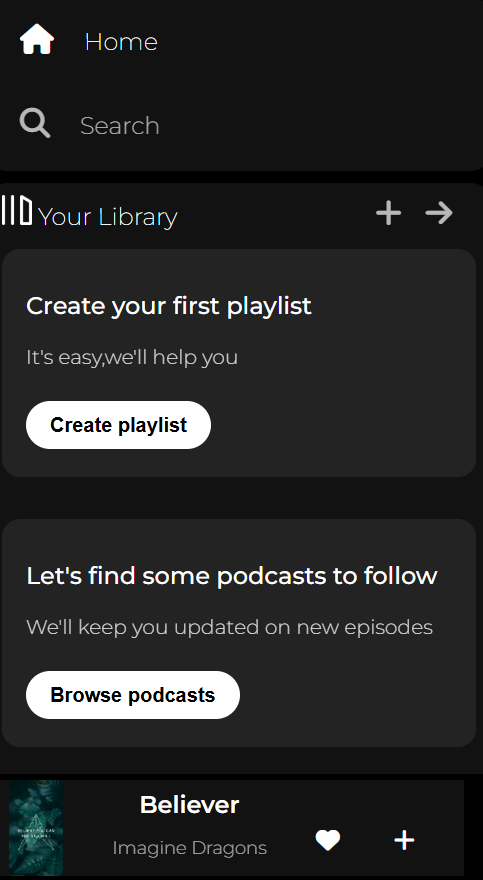 Home
Search
Your Library
Create your first playlist
It's easy,we'll help you
Create playlist
Let's find some podcasts to follow
We'll keep you updated on new episodes
Browse podcasts
Believer
Imagine Dragons